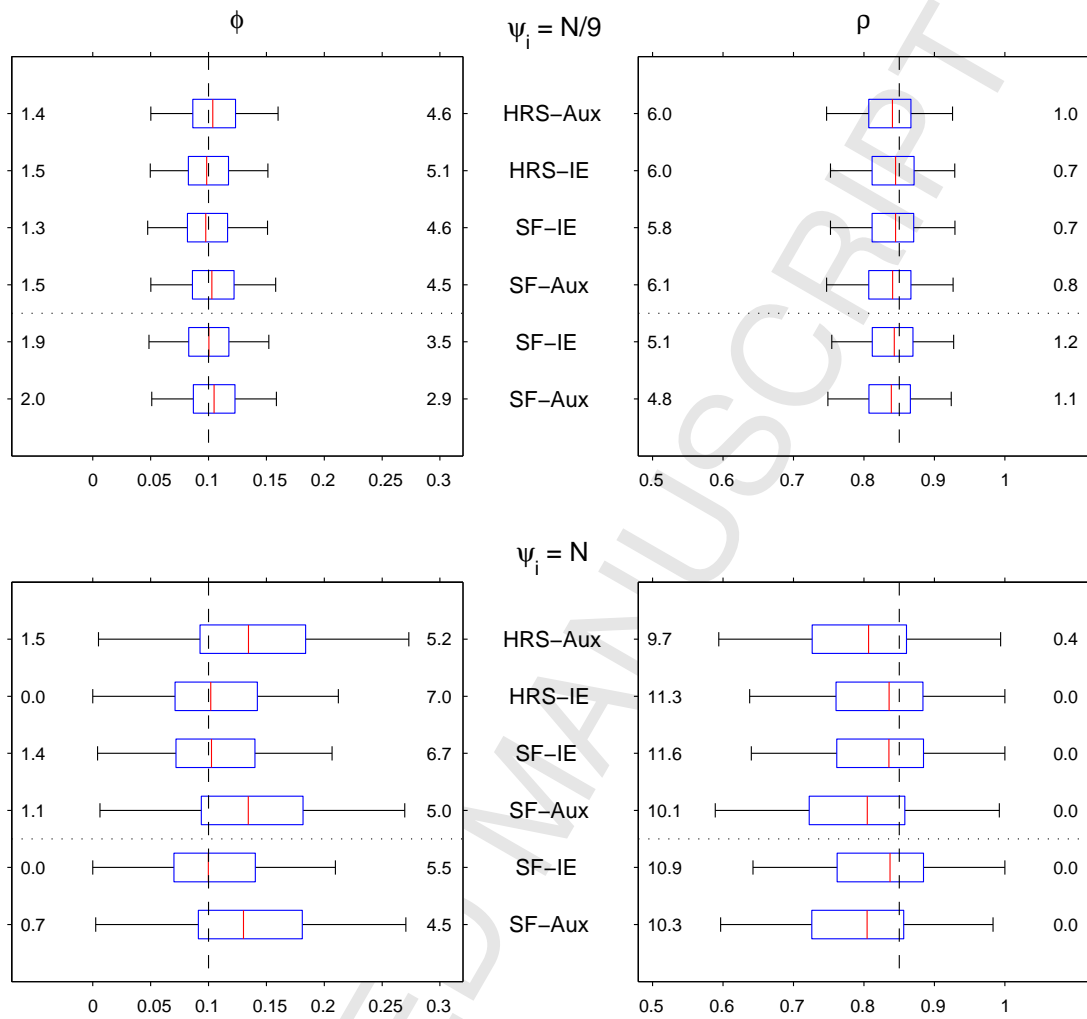 φ ψi = N/9 ρ
1.4 4.6 HRS−Aux 6.0 1.0
1.5 5.1 HRS−IE 6.0 0.7
1.3 4.6 SF−IE 5.8 0.7
1.5 4.5 SF−Aux 6.1 0.8
1.9 3.5 SF−IE 5.1 1.2
2.0 2.9 SF−Aux 4.8 1.1
0 0.05 0.1 0.15 0.2 0.25 0.3 0.5 0.6 0.7 0.8 0.9 1
ψi = N
1.5 5.2 HRS−Aux 9.7 0.4
0.0 7.0 HRS−IE 11.3 0.0
1.4 6.7 SF−IE 11.6 0.0
1.1 5.0 SF−Aux 10.1 0.0
0.0 5.5 SF−IE 10.9 0.0
0.7 4.5 SF−Aux 10.3 0.0
0 0.05 0.1 0.15 0.2 0.25 0.3 0.5 0.6 0.7 0.8 0.9 1
MANUSCRIPT